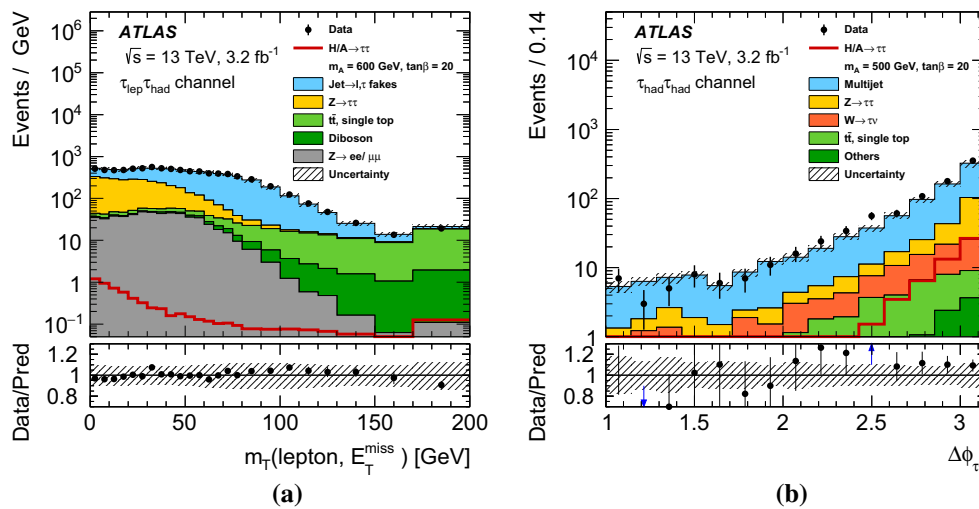 Events / GeV
10⁶
10⁵
10⁴
10³
10²
10
1
10⁻¹
ATLAS
√s = 13 TeV, 3.2 fb⁻¹
τlepτhad channel
Data
H/A→ττ
mA = 600 GeV, tanβ = 20
Jet→l,τ fakes
Z→ττ
tt̄, single top
Diboson
Z→ ee/ μμ
Uncertainty
Data/Pred
1.2
1
0.8
0 50 100 150 200
mT(lepton, ETmiss) [GeV]
(a)
Events / 0.14
10⁴
10³
10²
10
1
ATLAS
√s = 13 TeV, 3.2 fb⁻¹
τhadτhad channel
Data
H/A→ττ
mA = 500 GeV, tanβ = 20
Multijet
Z→ττ
W→τν
tt̄, single top
Others
Uncertainty
Data/Pred
1.2
1
0.8
1 1.5 2 2.5 3
Δϕτ
(b)